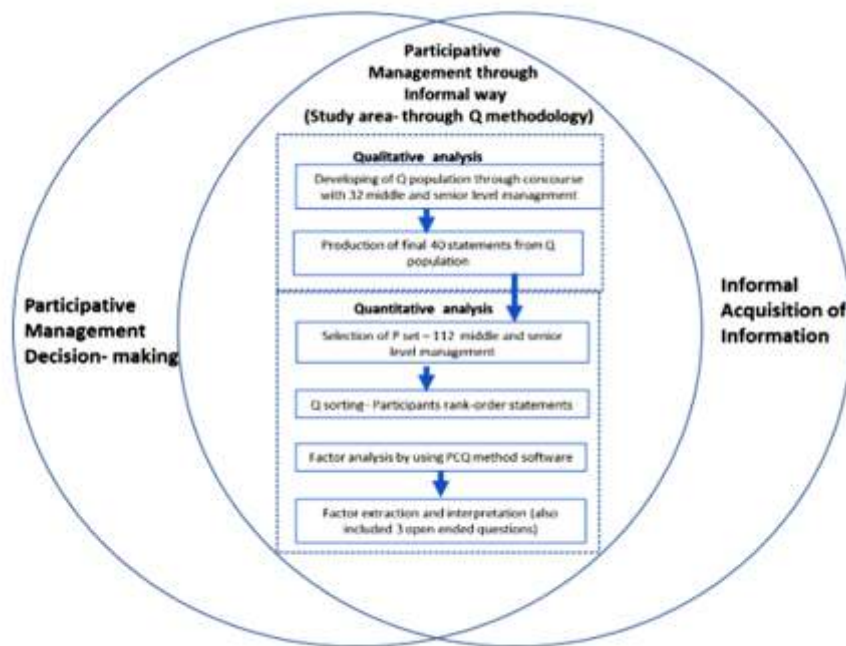 Participative
Management through
Informal way
(Study area- through Q methodology)
Qualitative analysis
Developing of Q population through concourse
with 32 middle and senior level management
Production of final 40 statements from Q
population
Quantitative analysis
Selection of P set – 112 middle and senior
level management
Q sorting- Participants rank-order statements
Factor analysis by using PCQ method software
Factor extraction and interpretation (also
included 3 open ended questions)
Participative
Management
Decision- making
Informal
Acquisition of
Information